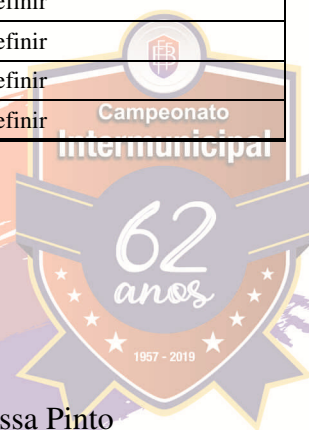 efinir
efinir
efinir
efinir
Campeonato
Intermunicipal
62
anos
1957 - 2019
ssa Pinto